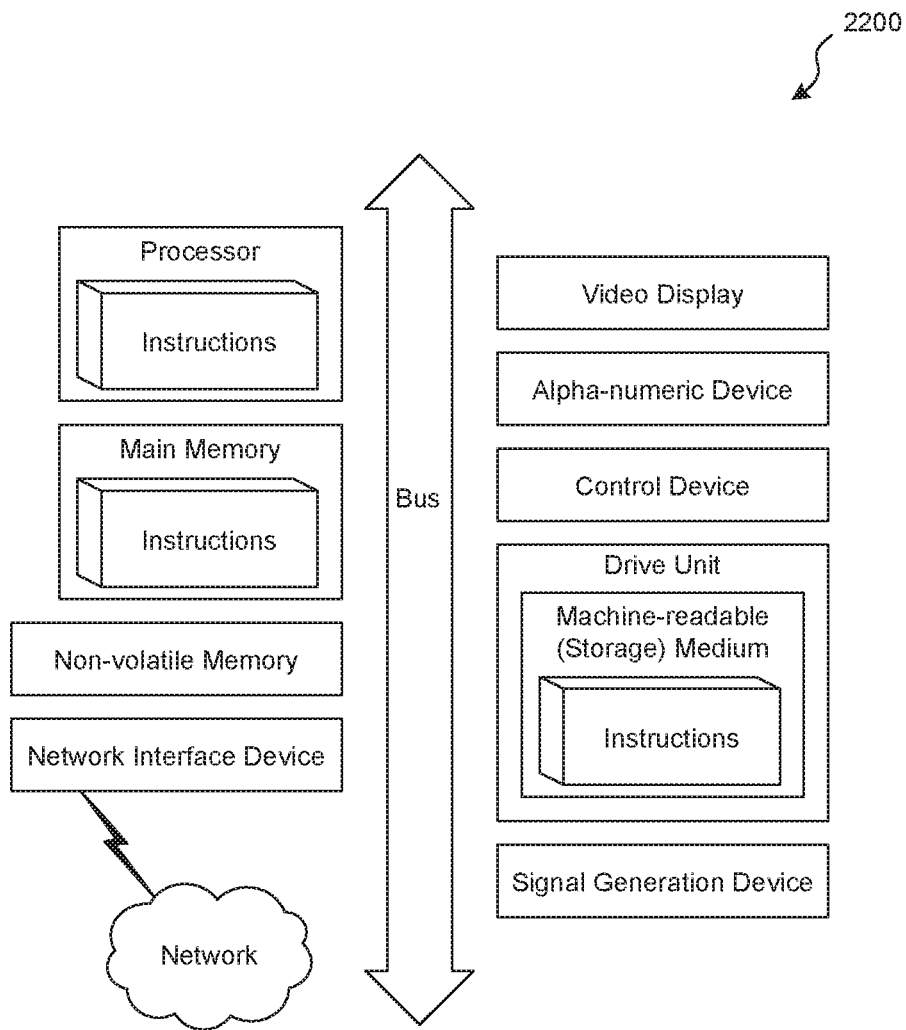 2200
Processor
Instructions
Main Memory
Instructions
Non-volatile Memory
Network Interface Device
Network
Bus
Video Display
Alpha-numeric Device
Control Device
Drive Unit
Machine-readable
(Storage) Medium
Instructions
Signal Generation Device